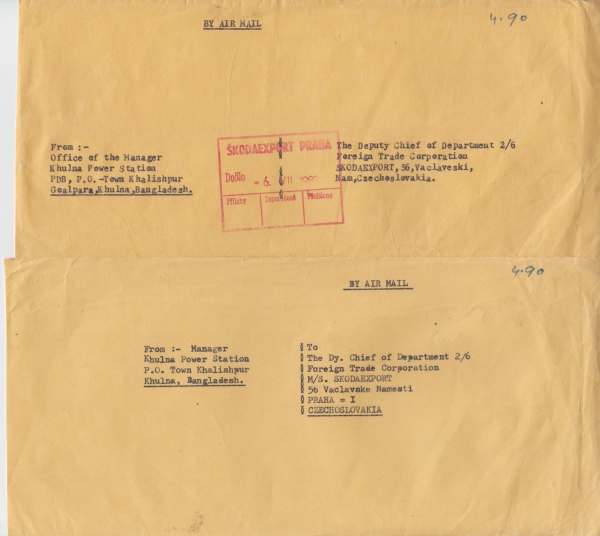 BY AIR MAIL
4.90
From :-
Office of the Manager
Khulna Power Station
PDB, P.O.-Town Khalishpur
Goalpara,Khulna,Bangladesh.
ŠKODAEXPORT PRAHA
Došlo
- 6.
Přílohy
The Deputy Chief of Department 2/6
Foreign Trade Corporation
SKODAEXPORT,56,Vaclaveski,
Nam,Czechoslovakia.
4.90
BY AIR MAIL
From :- Manager
Khulna Power Station
P.O. Town Khalishpur
Khulna, Bangladesh.
To
The Dy. Chief of Department 2/6
Foreign Trade Corporation
M/S. SKODAEXPORT
56 Vaclavske Namesti
PRAHA = I
CZECHOSLOVAKIA